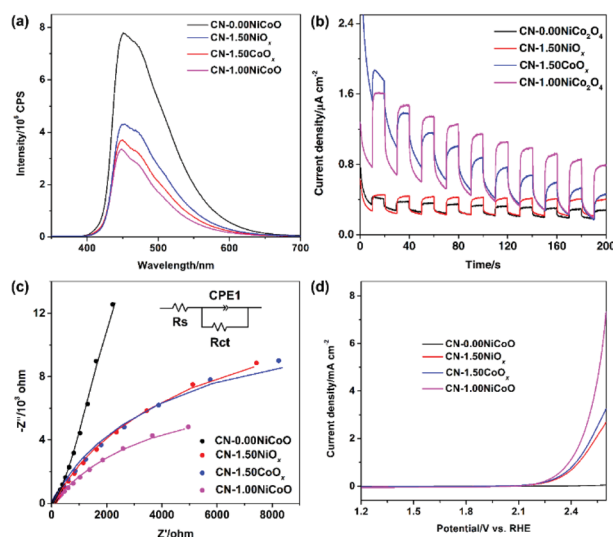 (a)
CN-0.00NiCoO
CN-1.50NiOx
CN-1.50CoOx
CN-1.00NiCoO
Intensity/10⁵ CPS
8
6
4
2
0
400
500
600
700
Wavelength/nm
(b)
CN-0.00NiCo₂O₄
CN-1.50NiOₓ
CN-1.50CoOₓ
CN-1.00NiCo₂O₄
Current density/μA cm⁻²
2.4
1.8
1.2
0.6
0.0
0
40
80
120
160
200
Time/s
(c)
CPE1
Rs
Rct
CN-0.00NiCoO
CN-1.50NiOₓ
CN-1.50CoOₓ
CN-1.00NiCoO
-Z''/10³ ohm
-12
8
4
0
0
2000
4000
6000
8000
Z'/ohm
(d)
CN-0.00NiCoO
CN-1.50NiOₓ
CN-1.50CoOₓ
CN-1.00NiCoO
Current density/mA cm⁻²
8
6
4
2
0
1.2
1.5
1.8
2.1
2.4
Potential/V vs. RHE